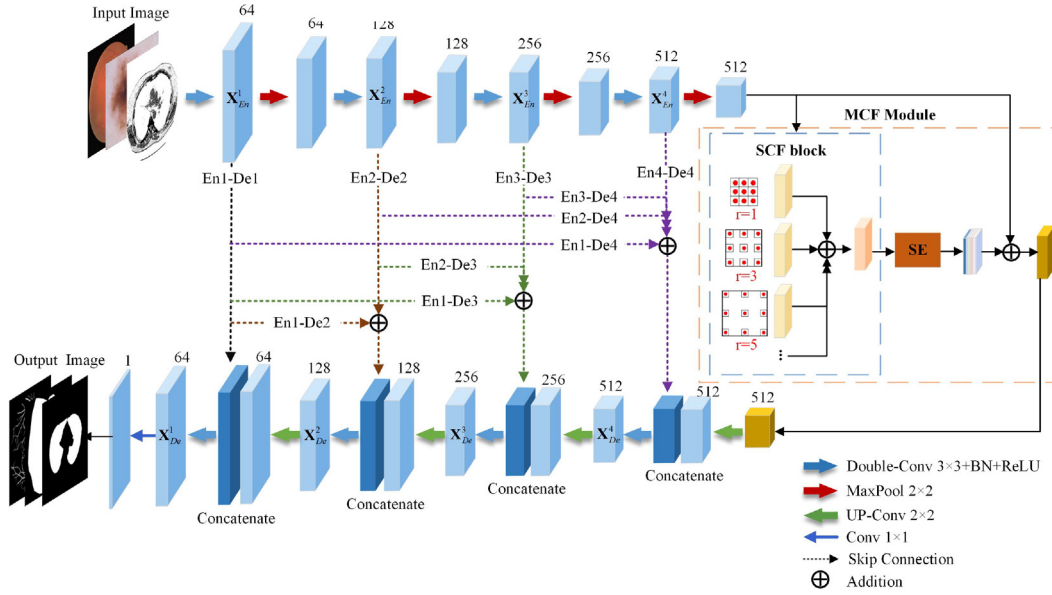 Input Image
64
64
128
128
256
256
512
512
X¹En
X²En
X³En
X⁴En
MCF Module
SCF block
r=1
r=3
r=5
SE
En1-De1
En2-De2
En3-De3
En4-De4
En3-De4
En2-De4
En1-De4
En2-De3
En1-De3
En1-De2
Output Image
1
64
64
128
128
256
256
512
512
512
X¹De
X²De
X³De
X⁴De
Concatenate
Concatenate
Concatenate
Concatenate
Double-Conv 3×3+BN+ReLU
MaxPool 2×2
UP-Conv 2×2
Conv 1×1
Skip Connection
Addition